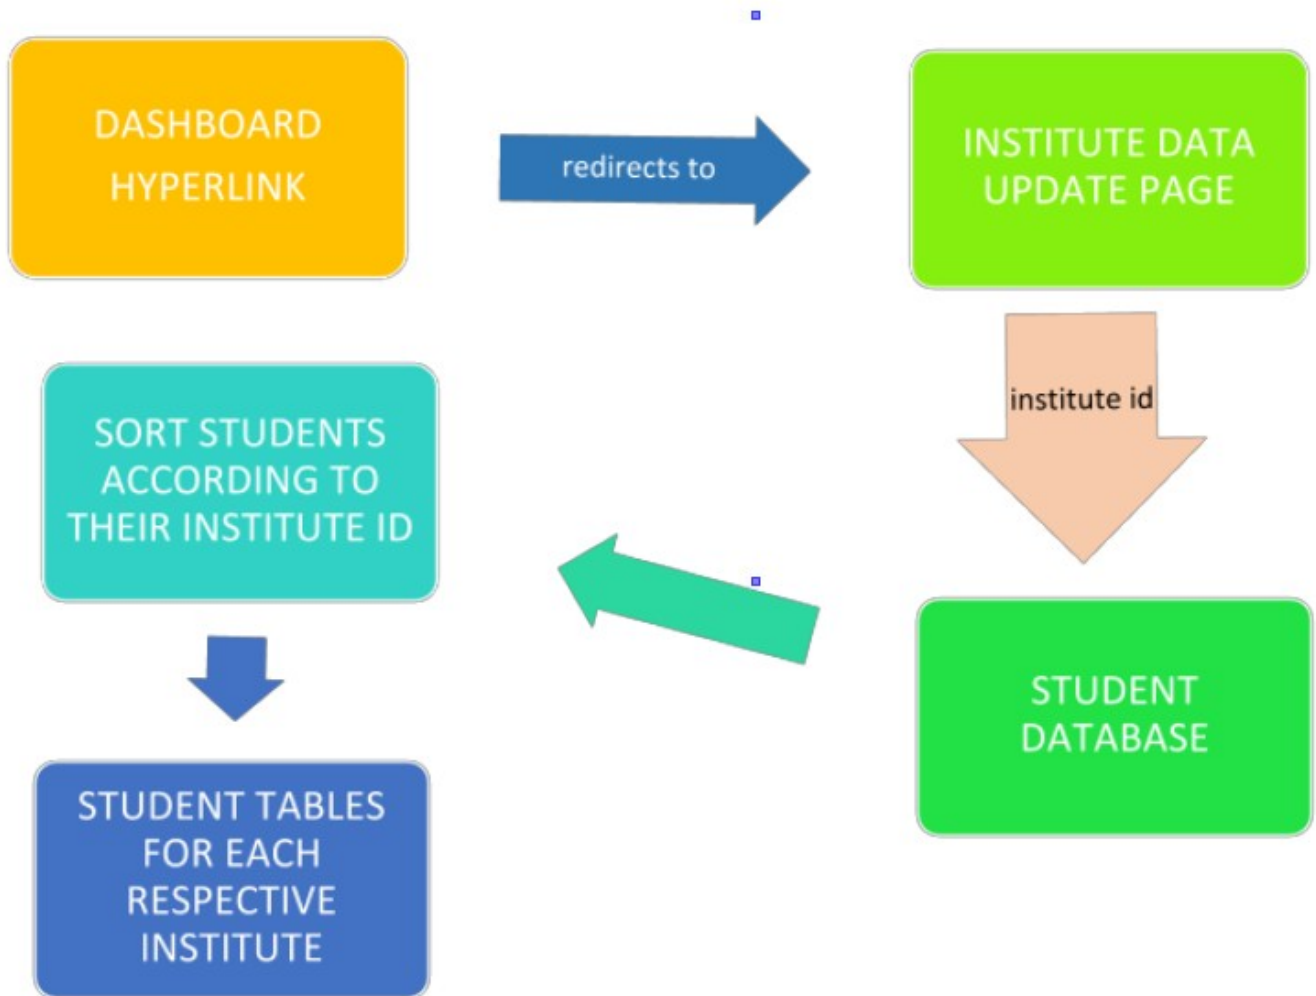 DASHBOARD
HYPERLINK
redirects to
INSTITUTE DATA
UPDATE PAGE
institute id
STUDENT
DATABASE
SORT STUDENTS
ACCORDING TO
THEIR INSTITUTE ID
STUDENT TABLES
FOR EACH
RESPECTIVE
INSTITUTE